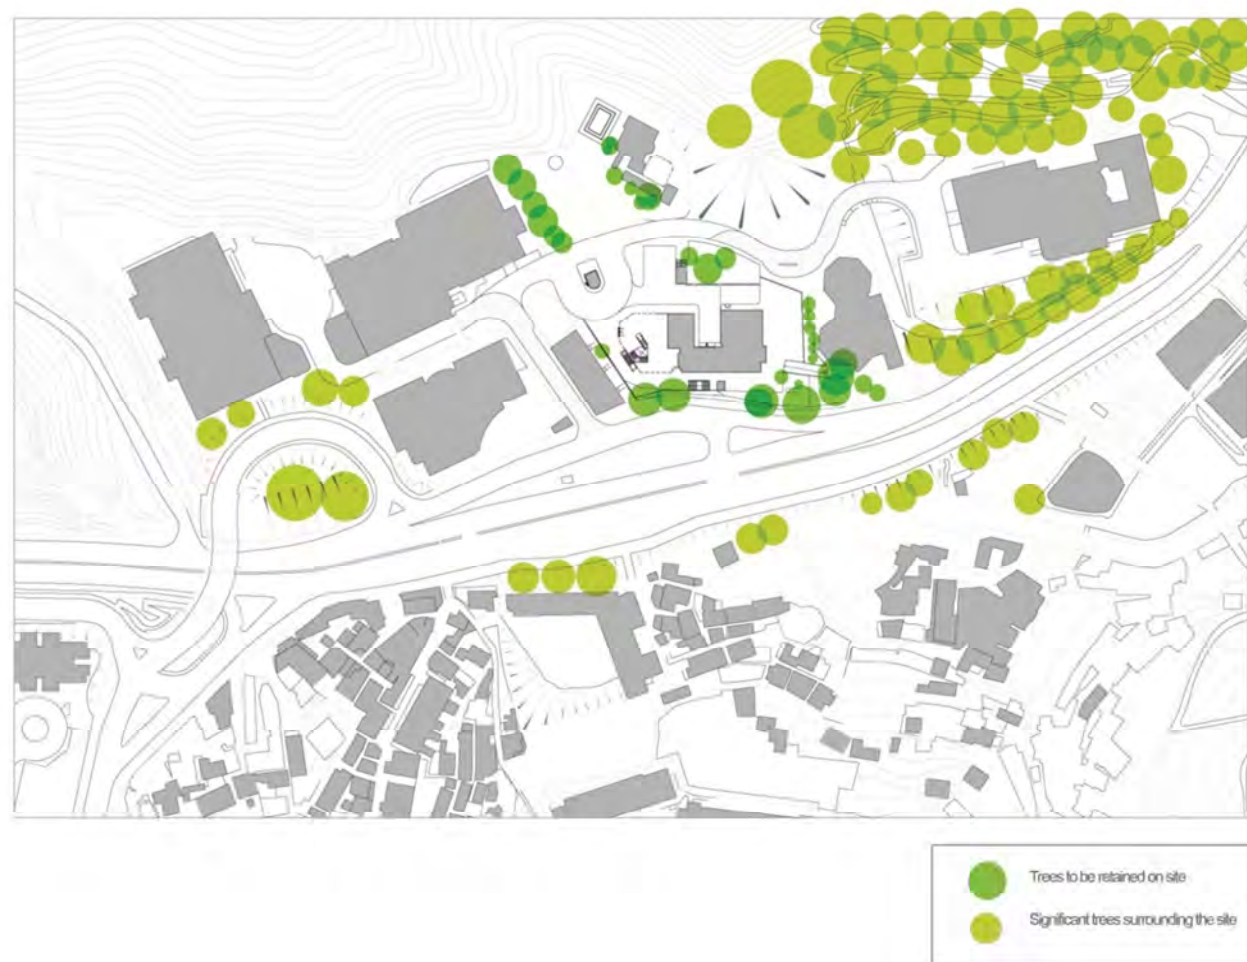 Trees to be retained on site
Significant trees surrounding the site